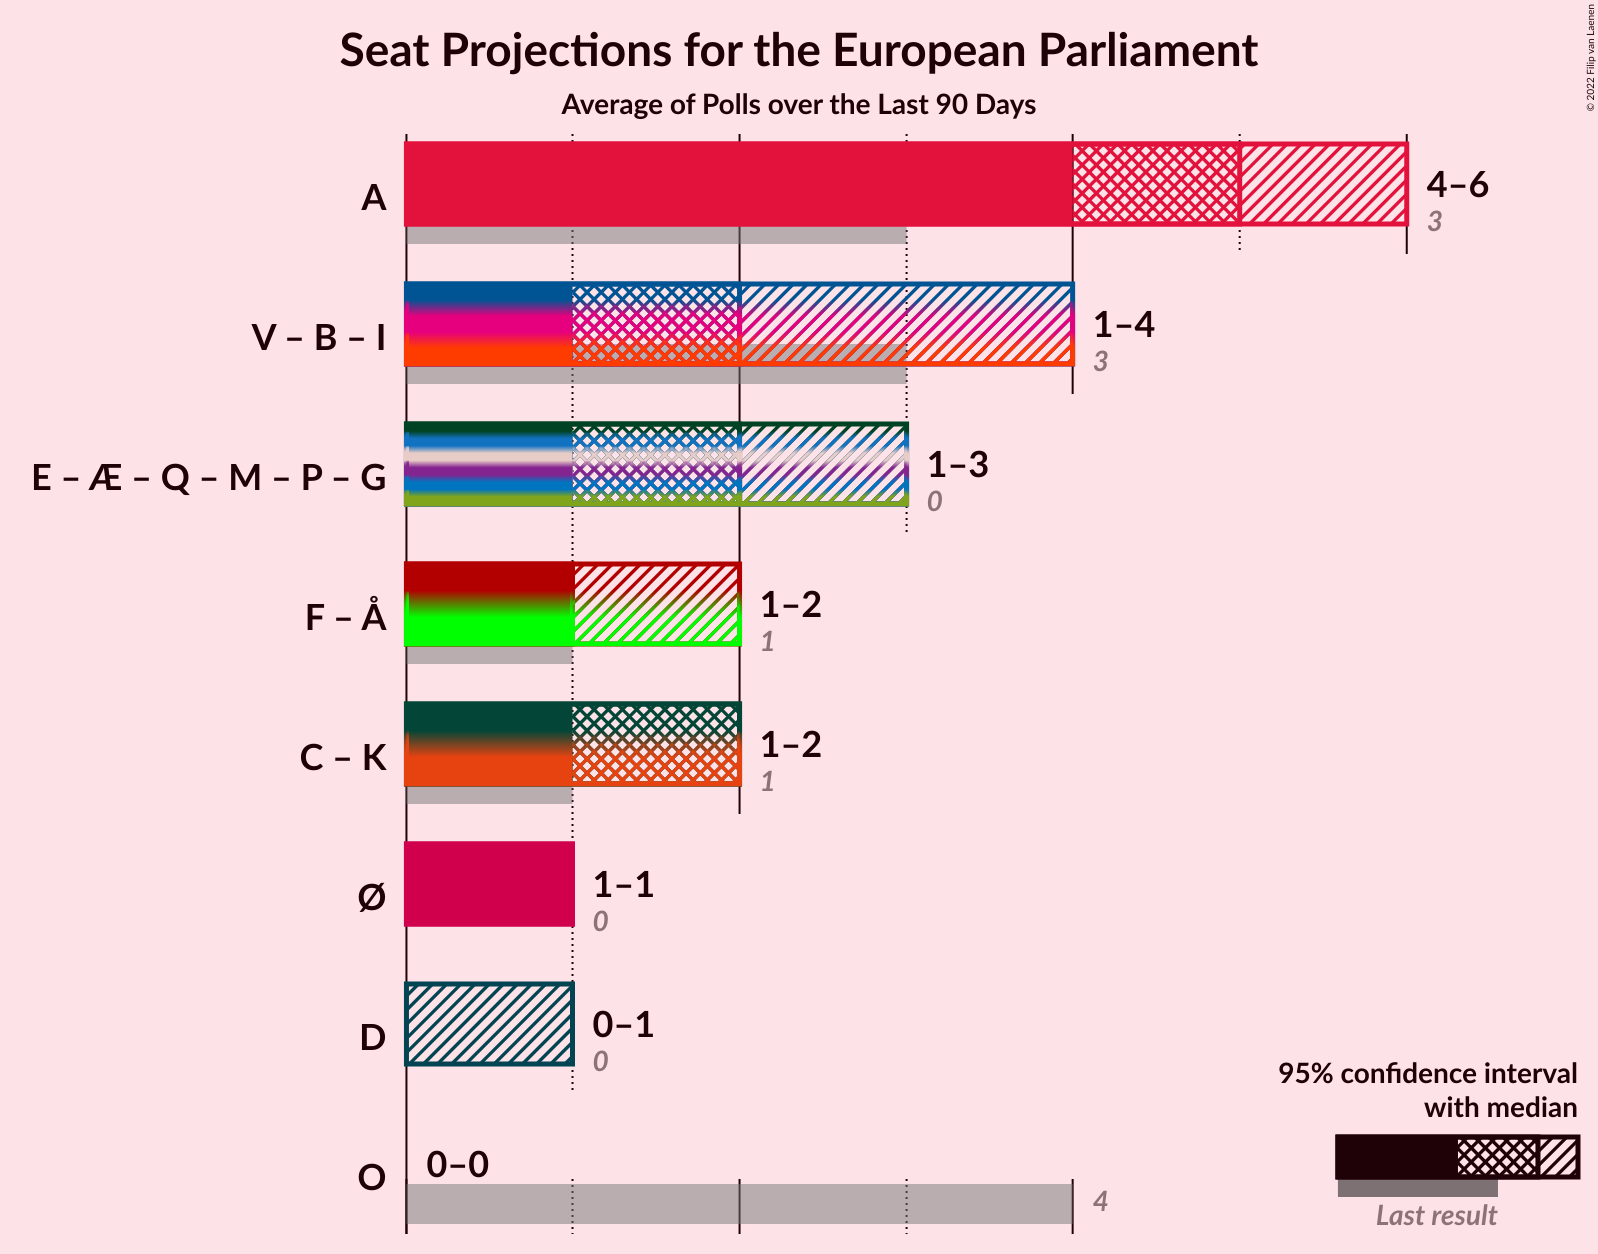 Seat Projections for the European Parliament
Average of Polls over the Last 90 Days
© 2022 Filip van Laenen
A
4–6
3
V – B – I
1–4
3
E – Æ – Q – M – P – G
1–3
0
F – Å
1–2
1
C – K
1–2
1
Ø
1–1
0
D
0–1
0
O
0–0
4
95% confidence interval
with median
Last result